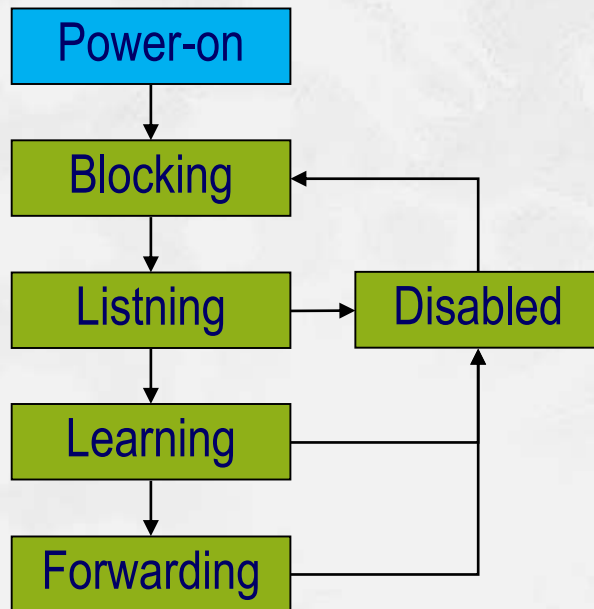 Power-on
Blocking
Listning
Disabled
Learning
Forwarding